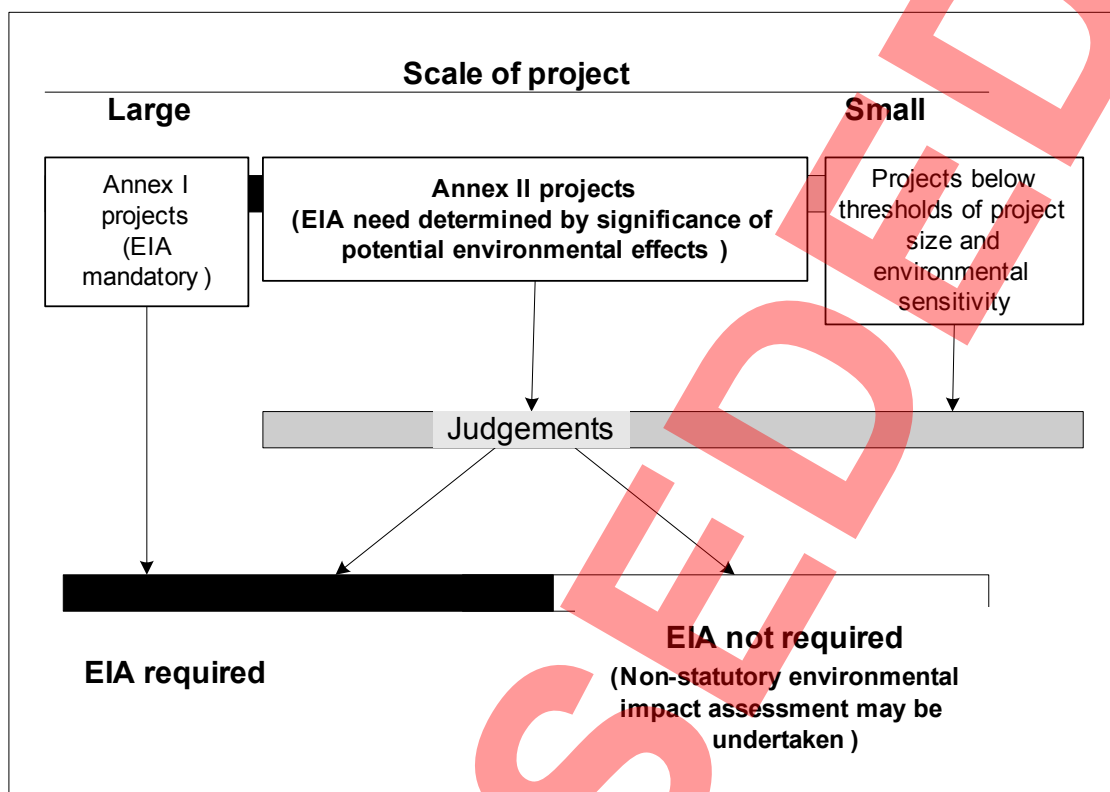 Scale of project
Large
Small
Annex I
projects
(EIA
mandatory )
Annex II projects
(EIA need determined by significance of
potential environmental effects )
Projects below
thresholds of project
size and
environmental
sensitivity
Judgements
EIA required
EIA not required
(Non-statutory environmental
impact assessment may be
undertaken )
SEDED